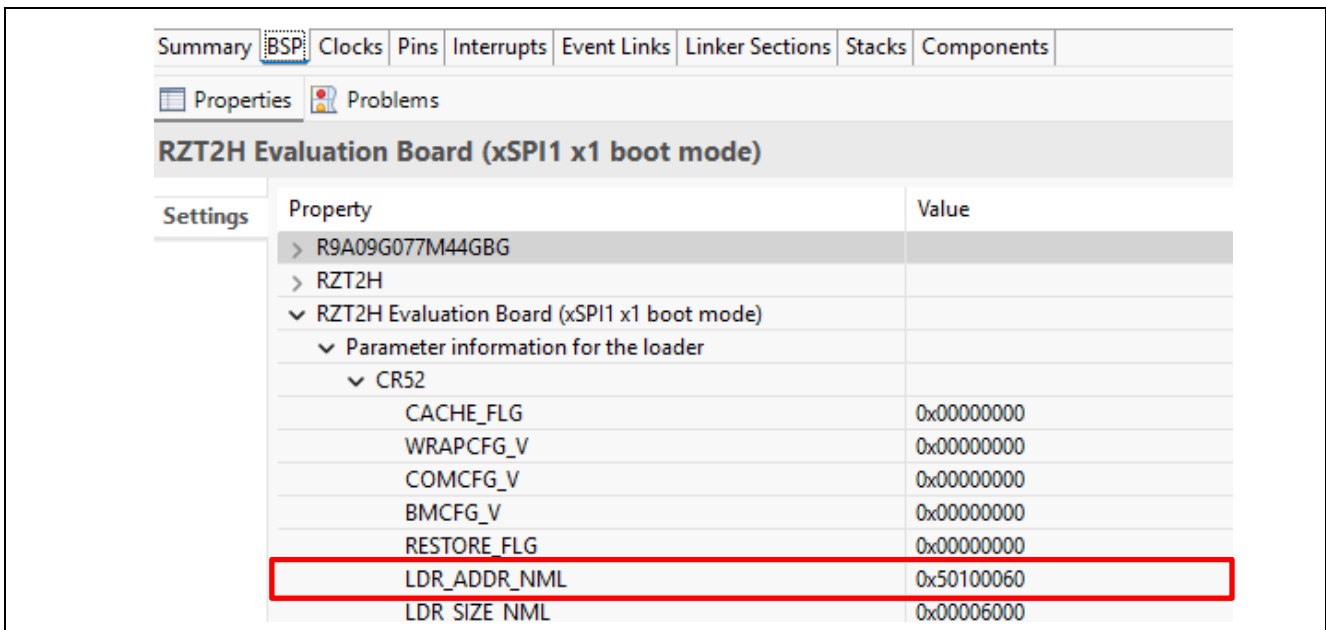 Summary BSP Clocks Pins Interrupts Event Links Linker Sections Stacks Components
Properties Problems
RZT2H Evaluation Board (xSPI1 x1 boot mode)
Settings Property Value
R9A09G077M44GBG
RZT2H
RZT2H Evaluation Board (xSPI1 x1 boot mode)
Parameter information for the loader
CR52
CACHE_FLG 0x00000000
WRAPCFG_V 0x00000000
COMCFG_V 0x00000000
BMCFG_V 0x00000000
RESTORE_FLG 0x00000000
LDR_ADDR_NML 0x50100060
LDR_SIZE_NML 0x00006000